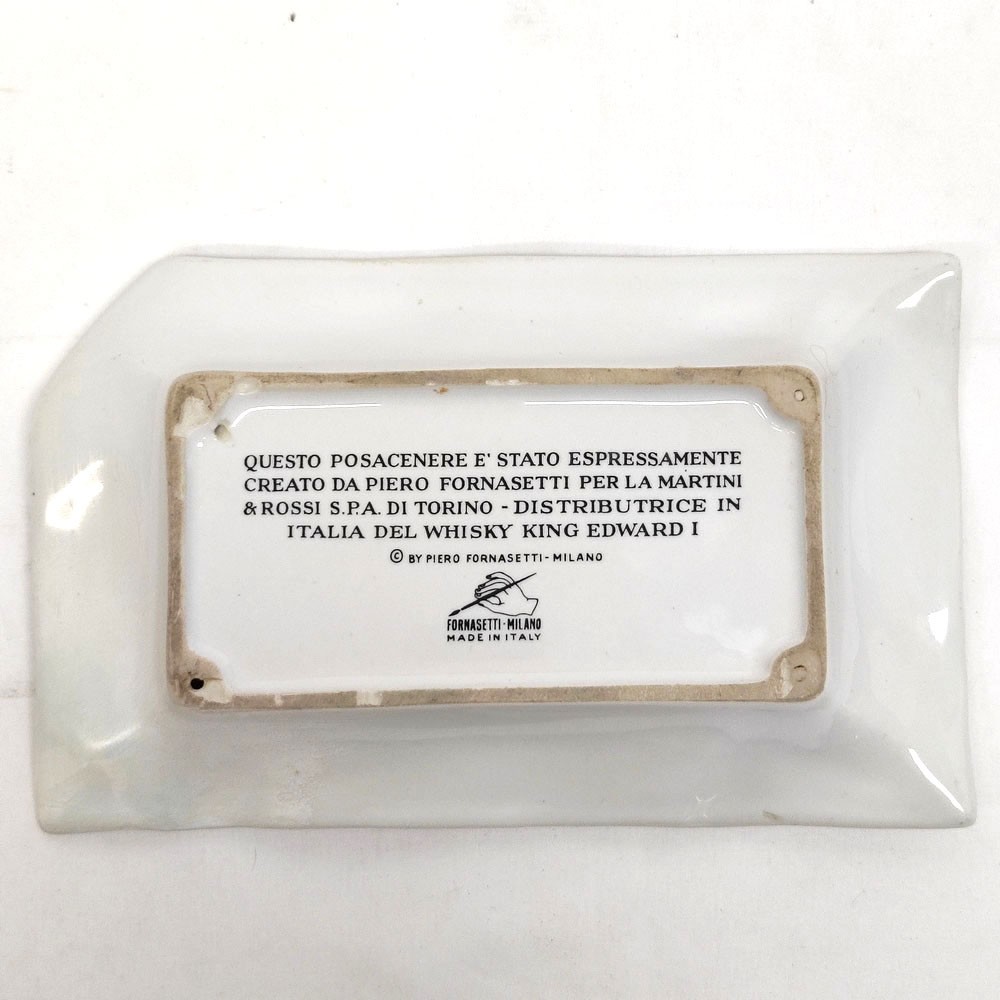 QUESTO POSACENERE E' STATO ESPRESSAMENTE
CREATO DA PIERO FORNASETTI PER LA MARTINI
& ROSSI S.P.A. DI TORINO - DISTRIBUTRICE IN
ITALIA DEL WHISKY KING EDWARD I
© BY PIERO FORNASETTI - MILANO
FORNASETTI - MILANO
MADE IN ITALY